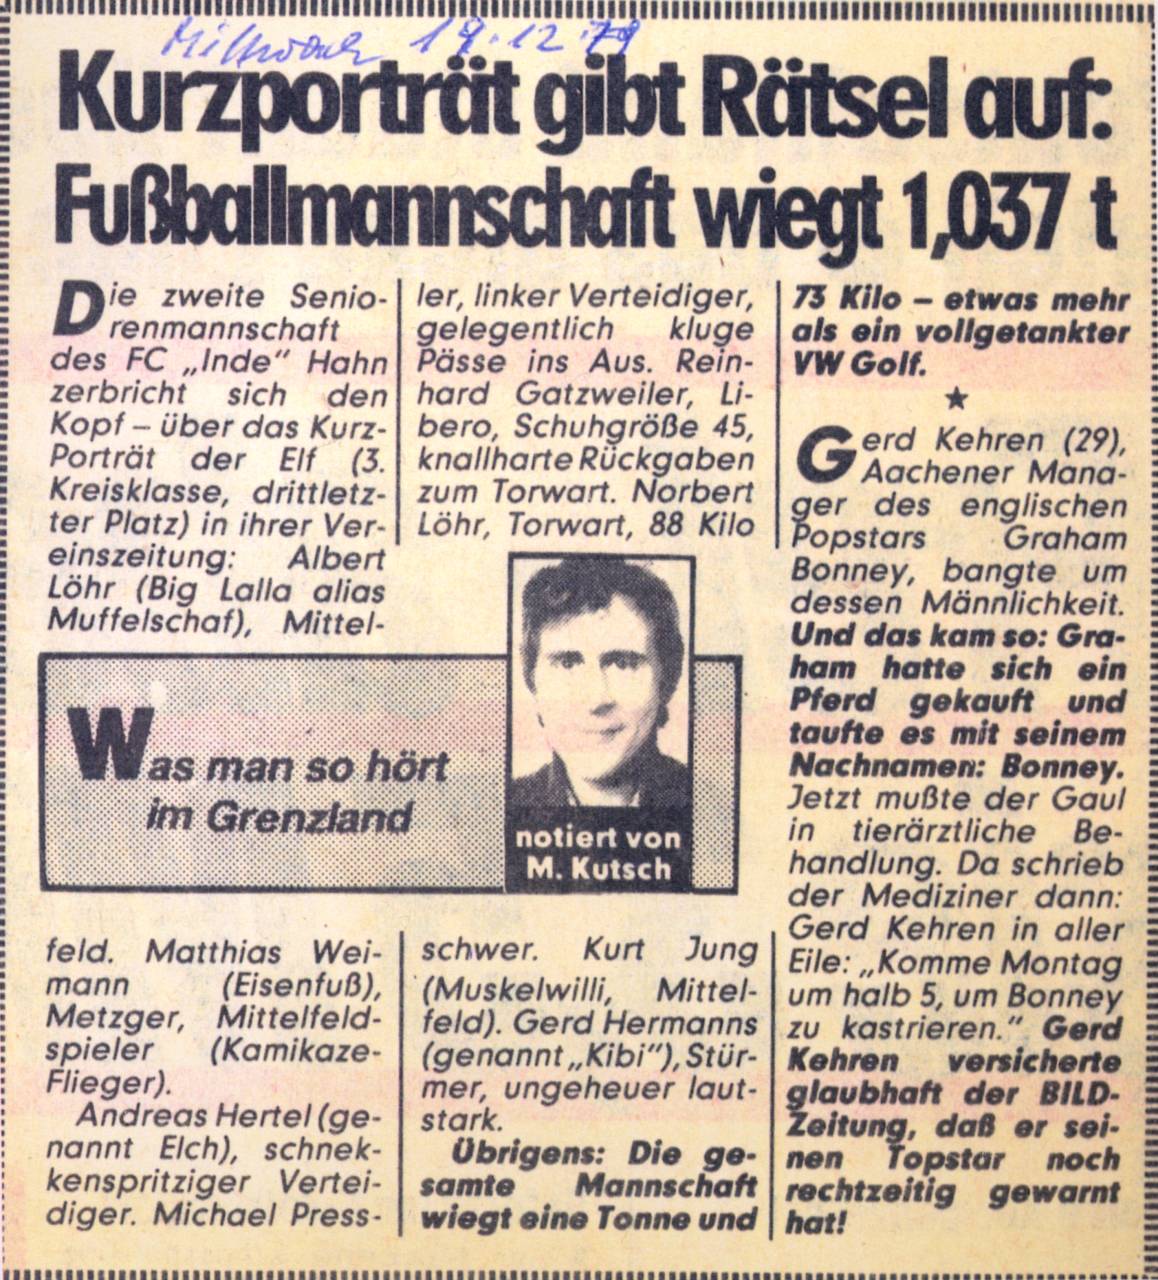 Mittwoch 19.12.79
Kurzporträt gibt Rätsel auf:
Fußballmannschaft wiegt 1,037 t
Die zweite Senio-
renmannschaft
des FC „Inde“ Hahn
zerbricht sich den
Kopf – über das Kurz-
Porträt der Elf (3.
Kreisklasse, drittletz-
ter Platz) in ihrer Ver-
einszeitung: Albert
Löhr (Big Lalla alias
Muffelschaf), Mittel-
feld. Matthias Wei-
mann (Eisenfuß),
Metzger, Mittelfeld-
spieler (Kamikaze-
Flieger).
Andreas Hertel (ge-
nannt Elch), schnek-
kenspritziger Vertei-
diger. Michael Press-
ler, linker Verteidiger,
gelegentlich kluge
Pässe ins Aus. Rein-
hard Gatzweiler, Li-
bero, Schuhgröße 45,
knallharte Rückgaben
zum Torwart. Norbert
Löhr, Torwart, 88 Kilo
schwer. Kurt Jung
(Muskelwilli, Mittel-
feld). Gerd Hermanns
(genannt „Kibi“), Stür-
mer, ungeheuer laut-
stark.
Übrigens: Die ge-
samte Mannschaft
wiegt eine Tonne und
73 Kilo – etwas mehr
als ein vollgetankter
VW Golf.
★
Gerd Kehren (29),
Aachener Mana-
ger des englischen
Popstars Graham
Bonney, bangte um
dessen Männlichkeit.
Und das kam so: Gra-
ham hatte sich ein
Pferd gekauft und
taufte es mit seinem
Nachnamen: Bonney.
Jetzt mußte der Gaul
in tierärztliche Be-
handlung. Da schrieb
der Mediziner dann:
Gerd Kehren in aller
Eile: „Komme Montag
um halb 5, um Bonney
zu kastrieren.“ Gerd
Kehren versicherte
glaubhaft der BILD-
Zeitung, daß er sei-
nen Topstar noch
rechtzeitig gewarnt
hat!
Was man so hört
im Grenzland
notiert von
M. Kutsch